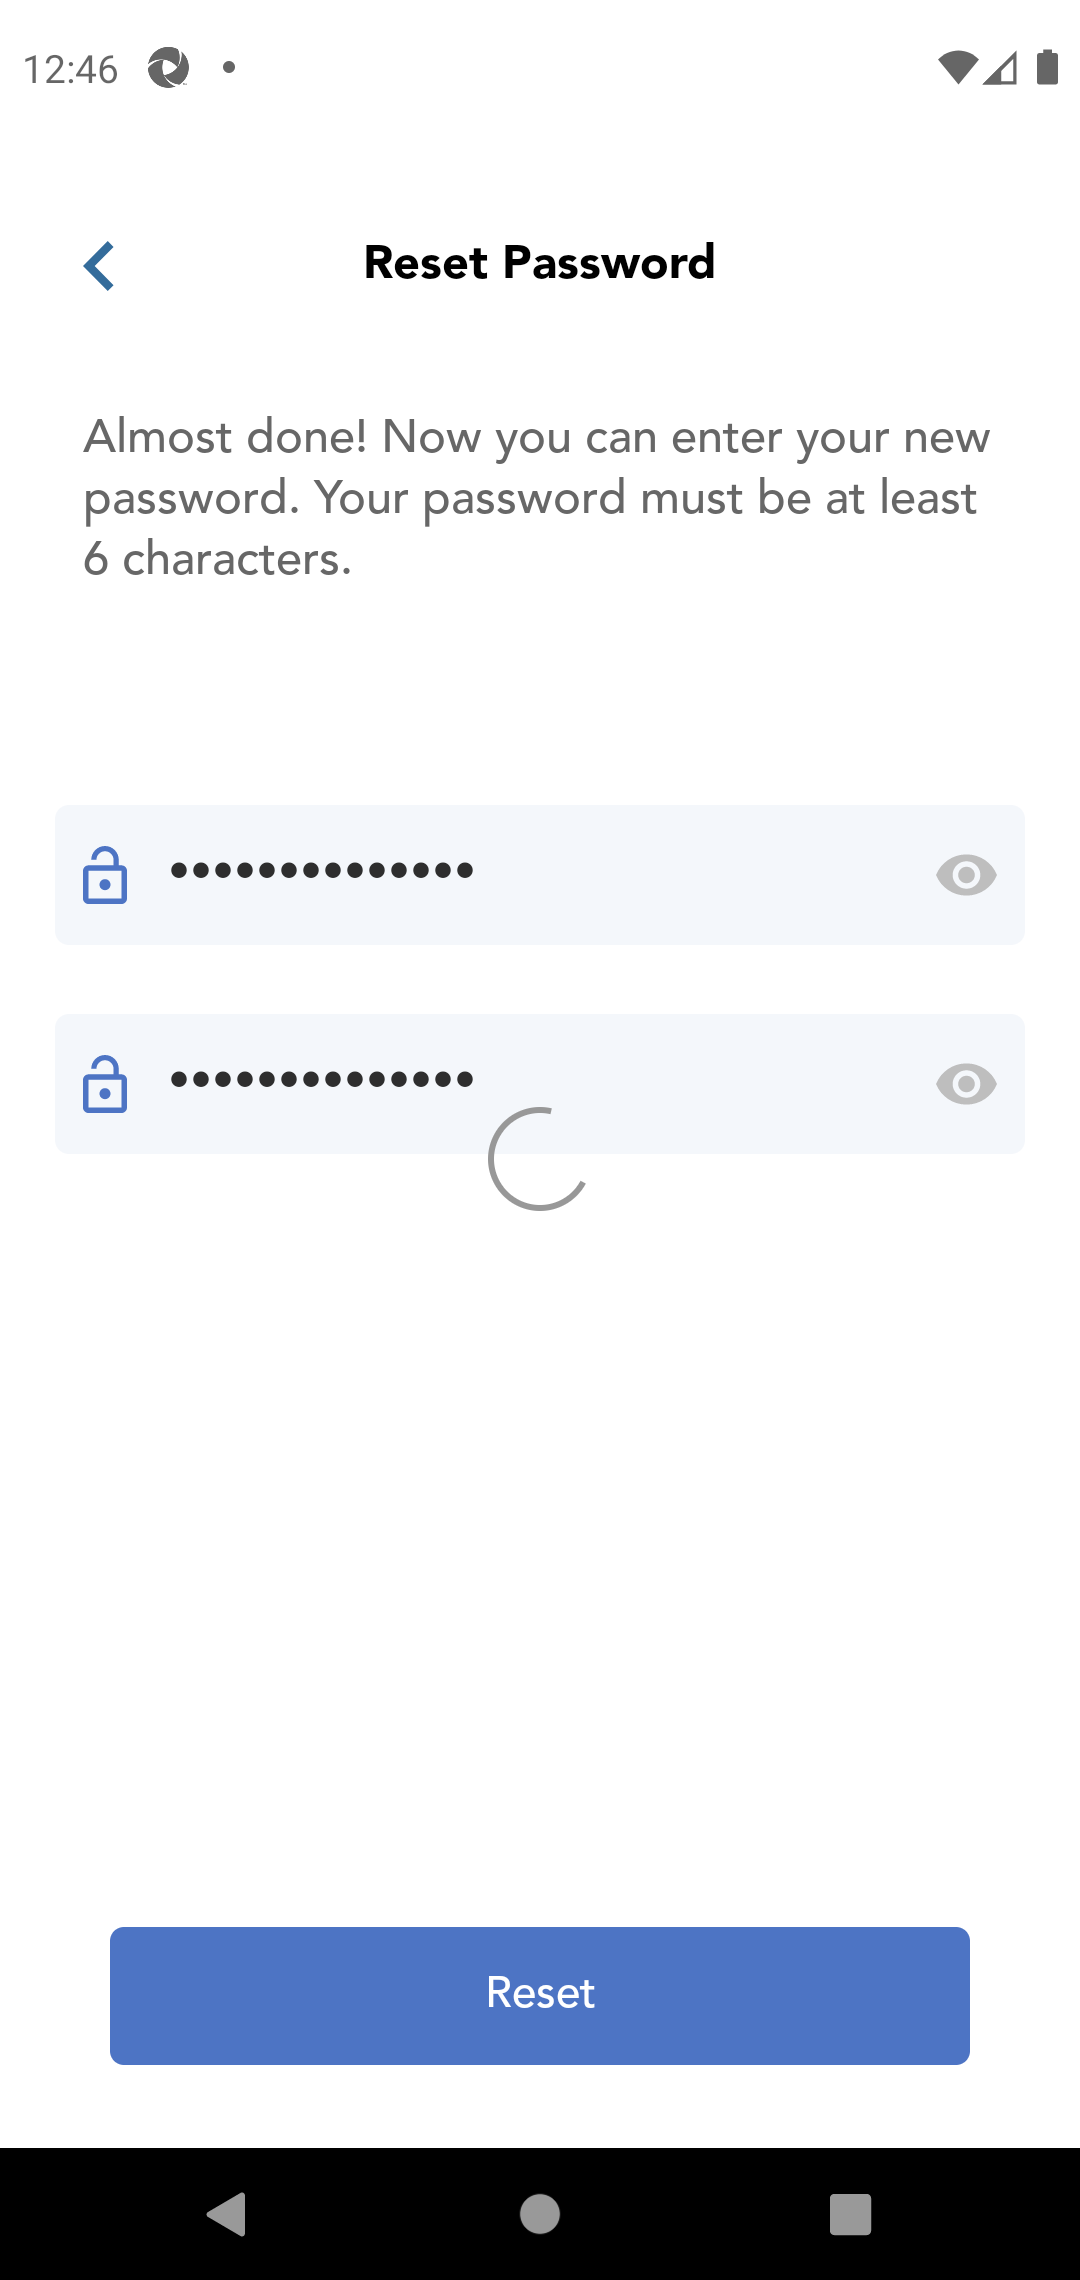 12:46
Reset Password
Almost done! Now you can enter your new
password. Your password must be at least
6 characters.
••••••••••••••
••••••••••••••
Reset